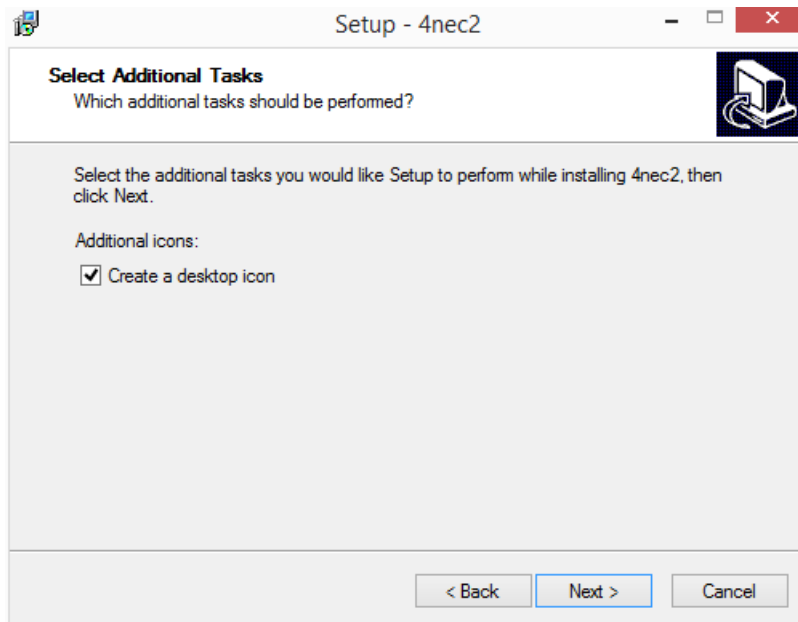 Setup - 4nec2
Select Additional Tasks
Which additional tasks should be performed?
Select the additional tasks you would like Setup to perform while installing 4nec2, then
click Next.
Additional icons:
Create a desktop icon
< Back
Next >
Cancel